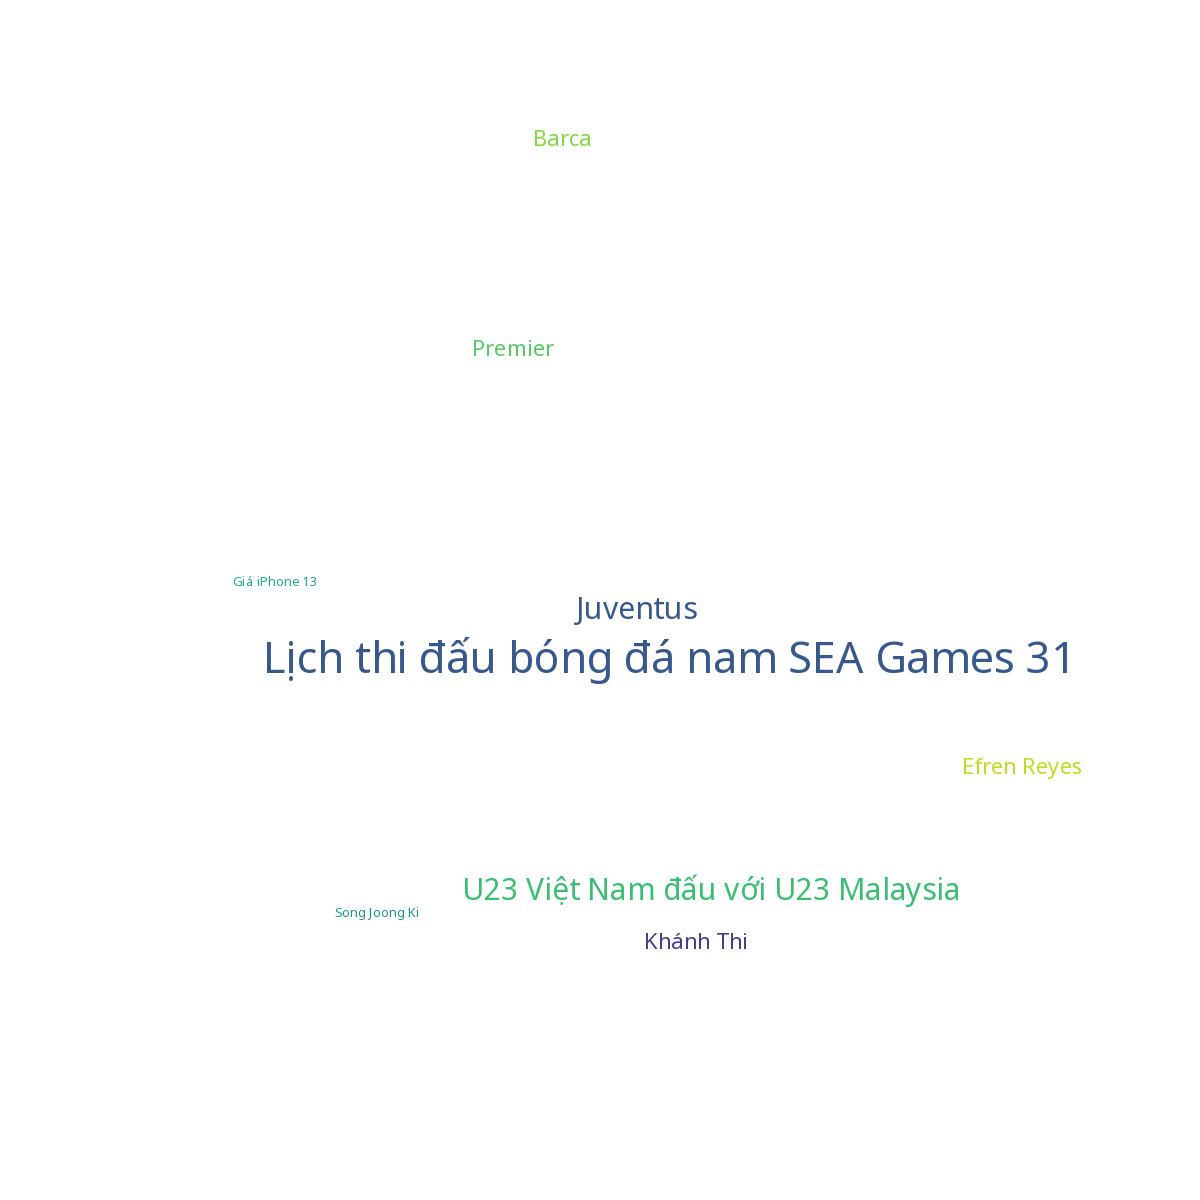 Barca
Premier
Giá iPhone 13
Juventus
Lịch thi đấu bóng đá nam SEA Games 31
Efren Reyes
U23 Việt Nam đấu với U23 Malaysia
Song Joong Ki
Khánh Thi